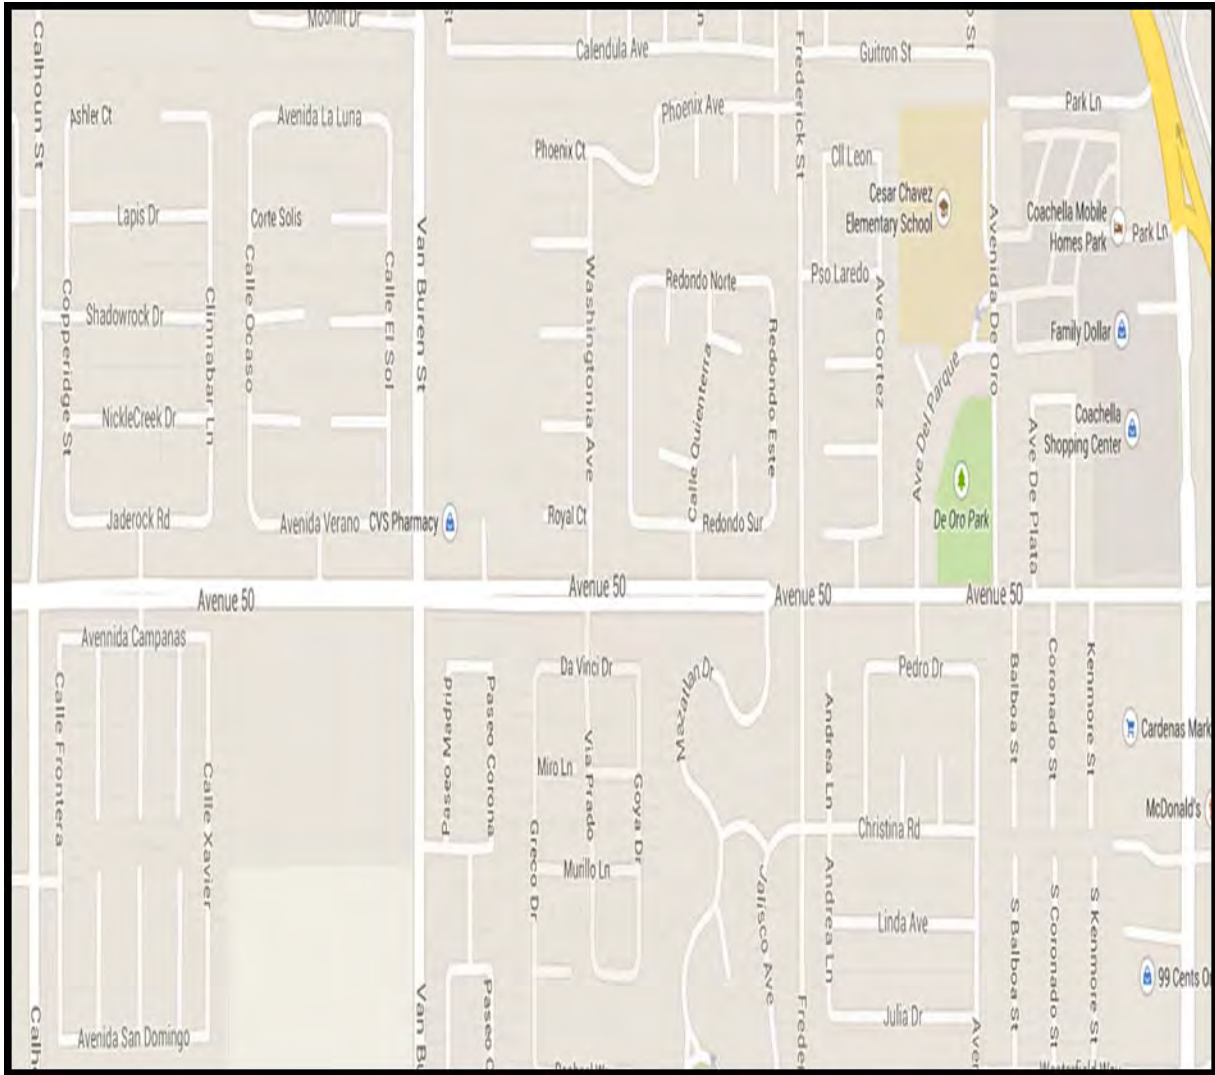 Calhoun St
Moonlit Dr
St
Calendula Ave
Frederick St
Guitron St
St
Ashler Ct
Avenida La Luna
Phoenix Ave
Park Ln
Phoenix Ct
Cll Leon
Cesar Chavez
Elementary School
Lapis Dr
Corte Solis
Van Buren St
Coachella Mobile
Homes Park
Park Ln
Avenida De Oro
Calle Ocaso
Calle El Sol
Washingtonia Ave
Redondo Norte
Pso Laredo
Ave Cortez
Copperidge St
Shadowrock Dr
Clinnabar Ln
Redondo Este
Family Dollar
Calle Quienterra
Ave Del Parque
NickleCreek Dr
Coachella
Shopping Center
Ave De Plata
Jaderock Rd
Avenida Verano
CVS Pharmacy
Royal Ct
Redondo Sur
De Oro Park
Avenue 50
Avenue 50
Avenue 50
Avenue 50
Avennida Campanas
Da Vinci Dr
Mazatlan Dr
Pedro Dr
Calle Frontera
Paseo Madrid
Paseo Corona
Balboa St
Coronado St
Kenmore St
Andrea Ln
Cardenas Mark
Via Prado
Miro Ln
Goya Dr
Calle Xavier
McDonald's
Greco Dr
Christina Rd
Murillo Ln
Jalisco Ave
Andrea Ln
Linda Ave
S Balboa St
S Coronado St
S Kenmore St
99 Cents O
Calh
Avenida San Domingo
Van Bu
Paseo C
Frede
Julia Dr
Aver